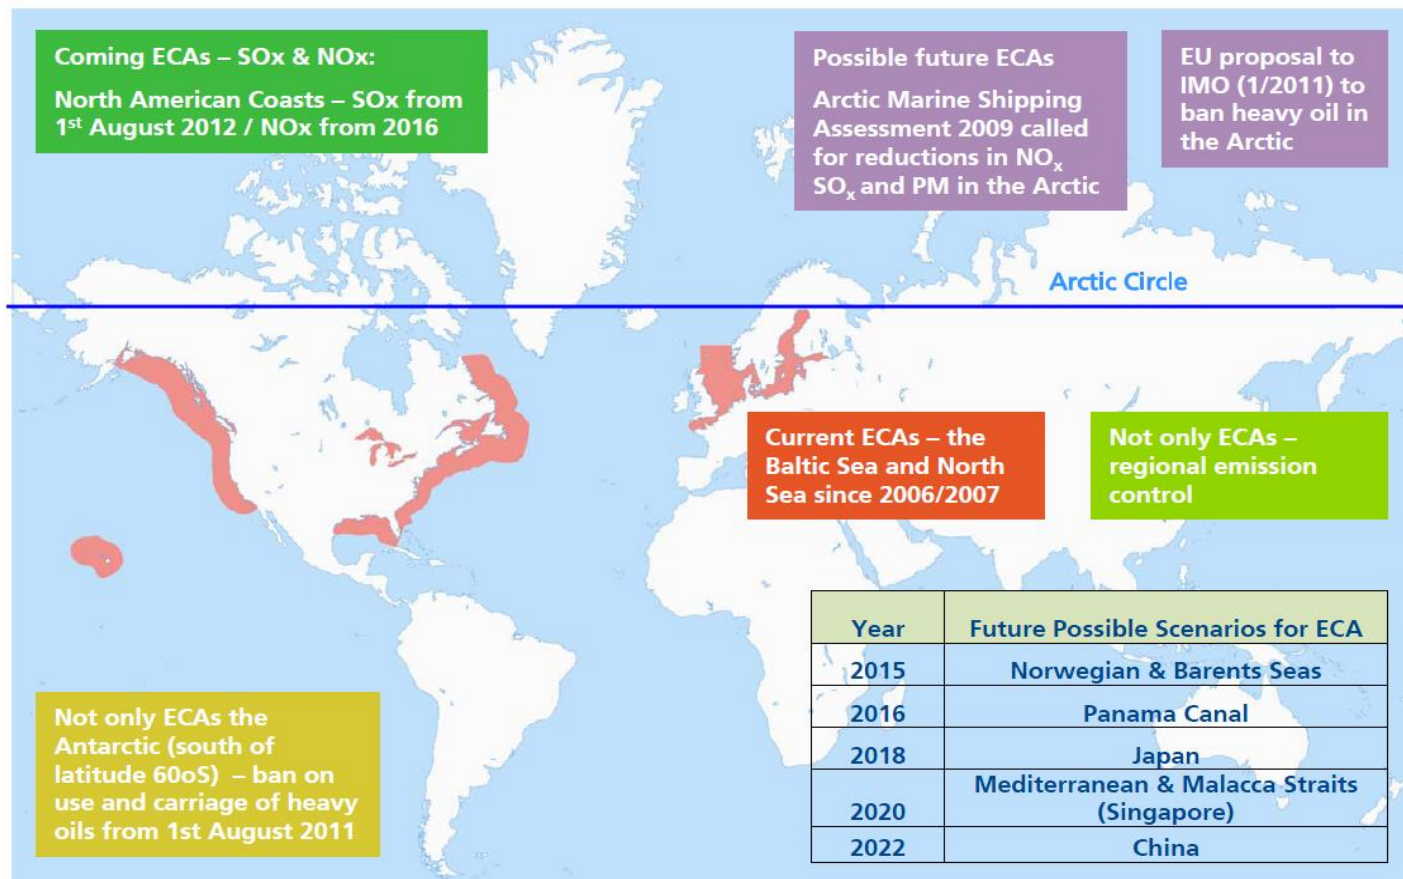 Coming ECAs – SOx & NOx:
North American Coasts – SOx from
1st August 2012 / NOx from 2016
Possible future ECAs
Arctic Marine Shipping
Assessment 2009 called
for reductions in NOx
SOx and PM in the Arctic
EU proposal to
IMO (1/2011) to
ban heavy oil in
the Arctic
Arctic Circle
Current ECAs – the
Baltic Sea and North
Sea since 2006/2007
Not only ECAs –
regional emission
control
Not only ECAs the
Antarctic (south of
latitude 60oS) – ban on
use and carriage of heavy
oils from 1st August 2011
Year Future Possible Scenarios for ECA
2015 Norwegian & Barents Seas
2016 Panama Canal
2018 Japan
2020 Mediterranean & Malacca Straits
(Singapore)
2022 China